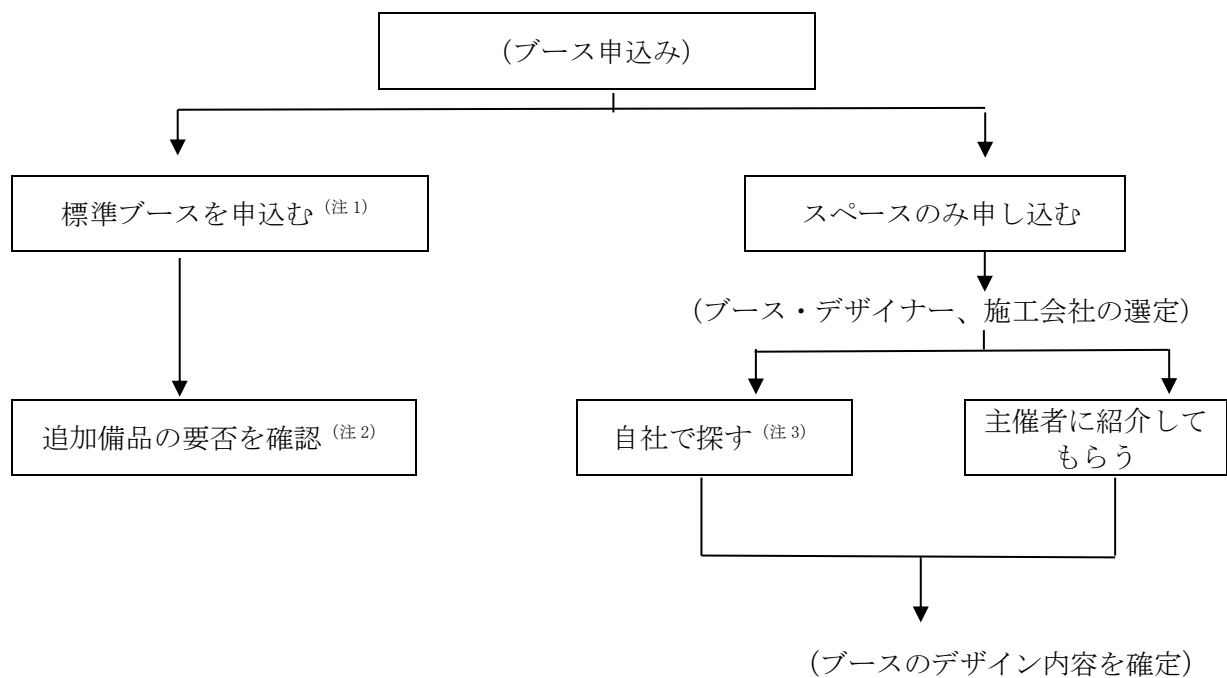 （ブース申込み）
標準ブースを申込む（注1）
スペースのみ申し込む
（ブース・デザイナー、施工会社の選定）
追加備品の要否を確認（注2）
自社で探す（注3）
主催者に紹介して
もらう
（ブースのデザイン内容を確定）